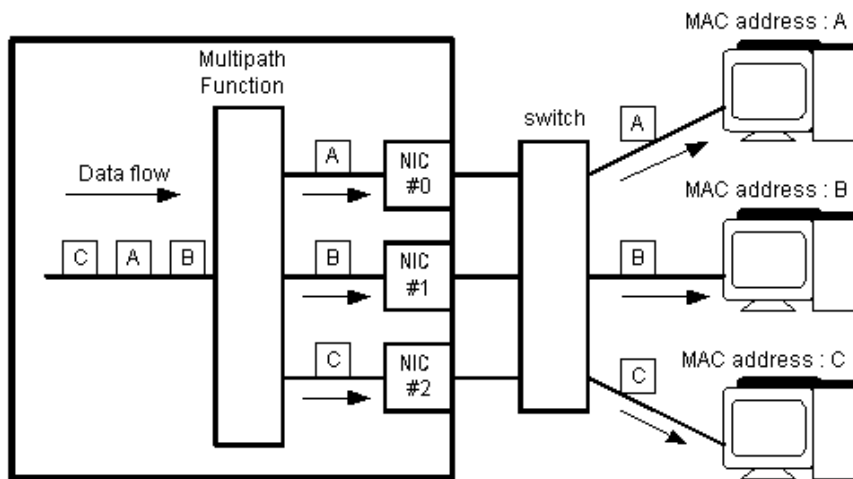 MAC address : A
Multipath
Function
switch
A
A
NIC
#0
Data flow
MAC address : B
C A B
B
NIC
#1
B
MAC address : C
C
NIC
#2
C